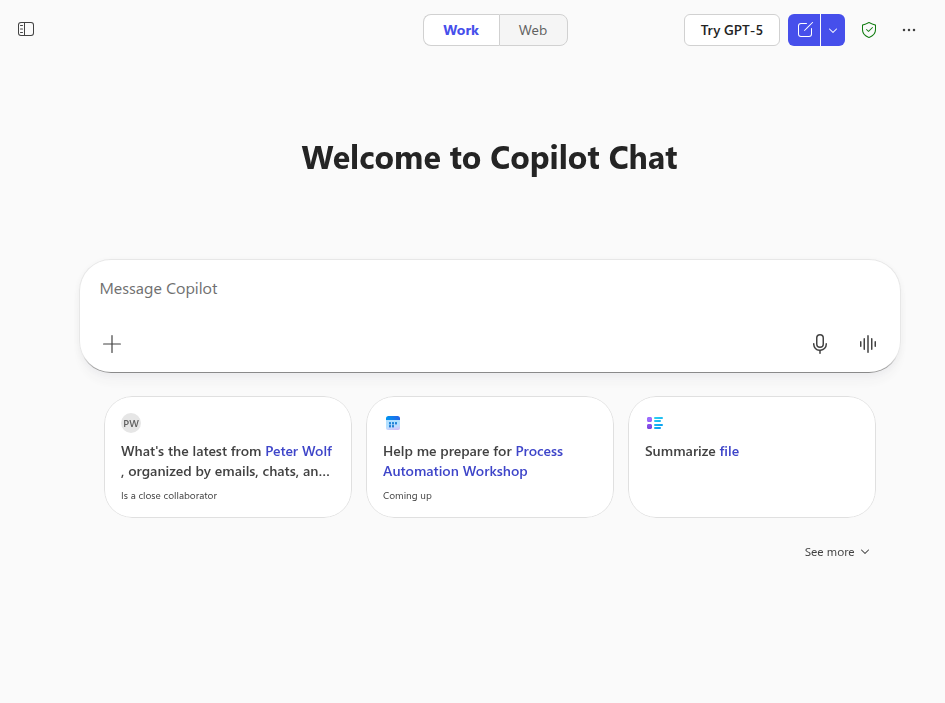 Work
Web
Try GPT-5
Welcome to Copilot Chat
Message Copilot
PW
What's the latest from Peter Wolf
, organized by emails, chats, an...
Is a close collaborator
Help me prepare for Process
Automation Workshop
Coming up
Summarize file
See more